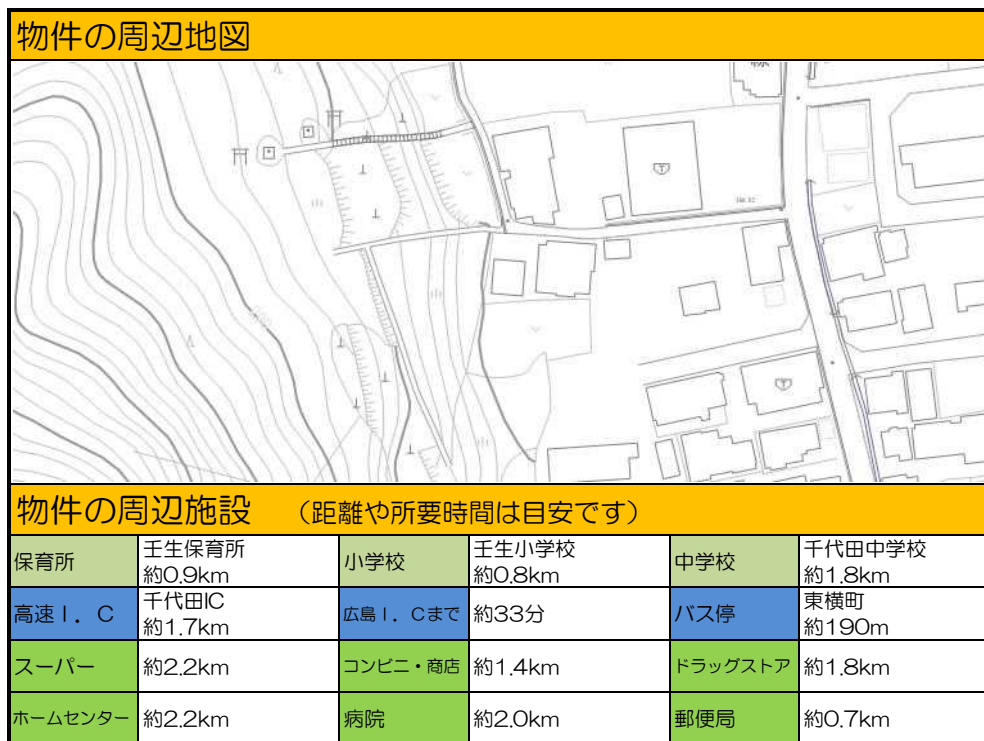 物件の周辺地図
物件の周辺施設 (距離や所要時間は目安です)
保育所
壬生保育所
約0.9km
小学校
壬生小学校
約0.8km
中学校
千代田中学校
約1.8km
高速I.C
千代田IC
約1.7km
広島I.Cまで
約33分
バス停
東横町
約190m
スーパー
約2.2km
コンビニ・商店
約1.4km
ドラッグストア
約1.8km
ホームセンター
約2.2km
病院
約2.0km
郵便局
約0.7km